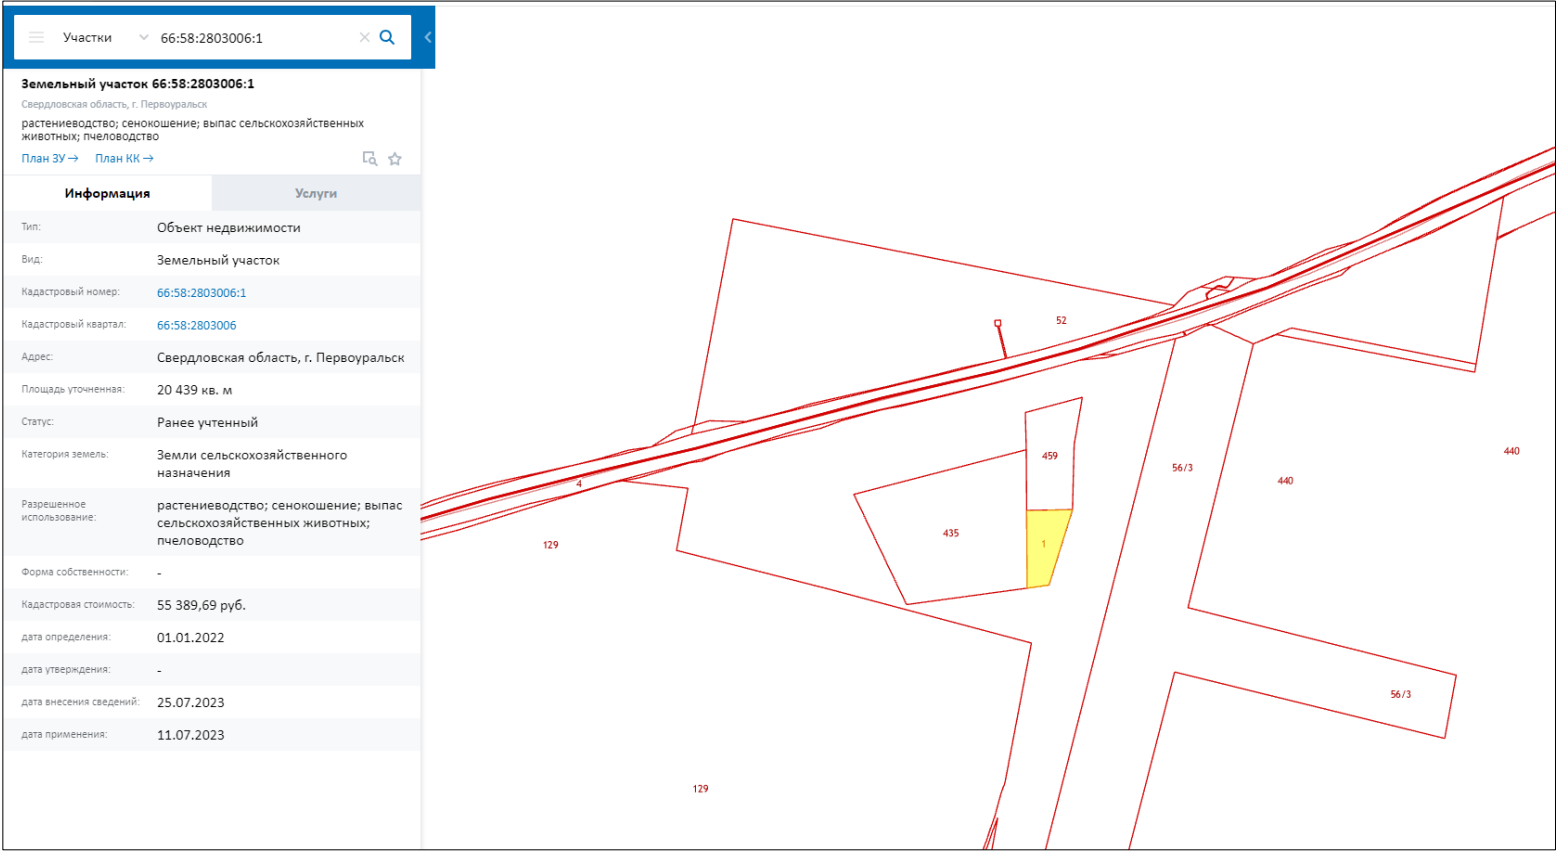 Участки 66:58:2803006:1
Земельный участок 66:58:2803006:1
Свердловская область, г. Первоуральск
растениеводство; сенокошение; выпас сельскохозяйственных
животных; пчеловодство
План ЗУ → План КК →
Информация Услуги
Тип: Объект недвижимости
Вид: Земельный участок
Кадастровый номер: 66:58:2803006:1
Кадастровый квартал: 66:58:2803006
Адрес: Свердловская область, г. Первоуральск
Площадь уточненная: 20 439 кв. м
Статус: Ранее учтенный
Категория земель: Земли сельскохозяйственного
назначения
Разрешенное
использование:
растениеводство; сенокошение; выпас
сельскохозяйственных животных;
пчеловодство
Форма собственности: -
Кадастровая стоимость: 55 389,69 руб.
дата определения: 01.01.2022
дата утверждения: -
дата внесения сведений: 25.07.2023
дата применения: 11.07.2023
52
459
56/3
440
440
4
435
1
129
56/3
129